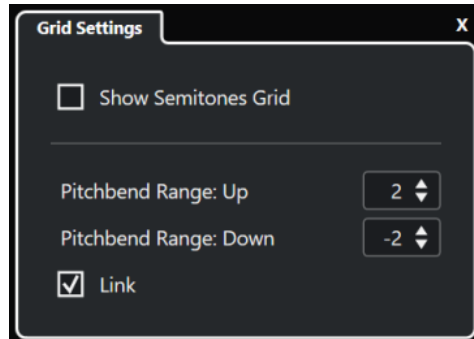 Grid Settings X
Show Semitones Grid
Pitchbend Range: Up 2
Pitchbend Range: Down -2
Link